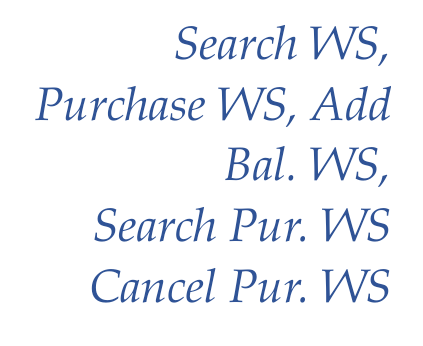 Search WS,
Purchase WS, Add
Bal. WS,
Search Pur. WS
Cancel Pur. WS